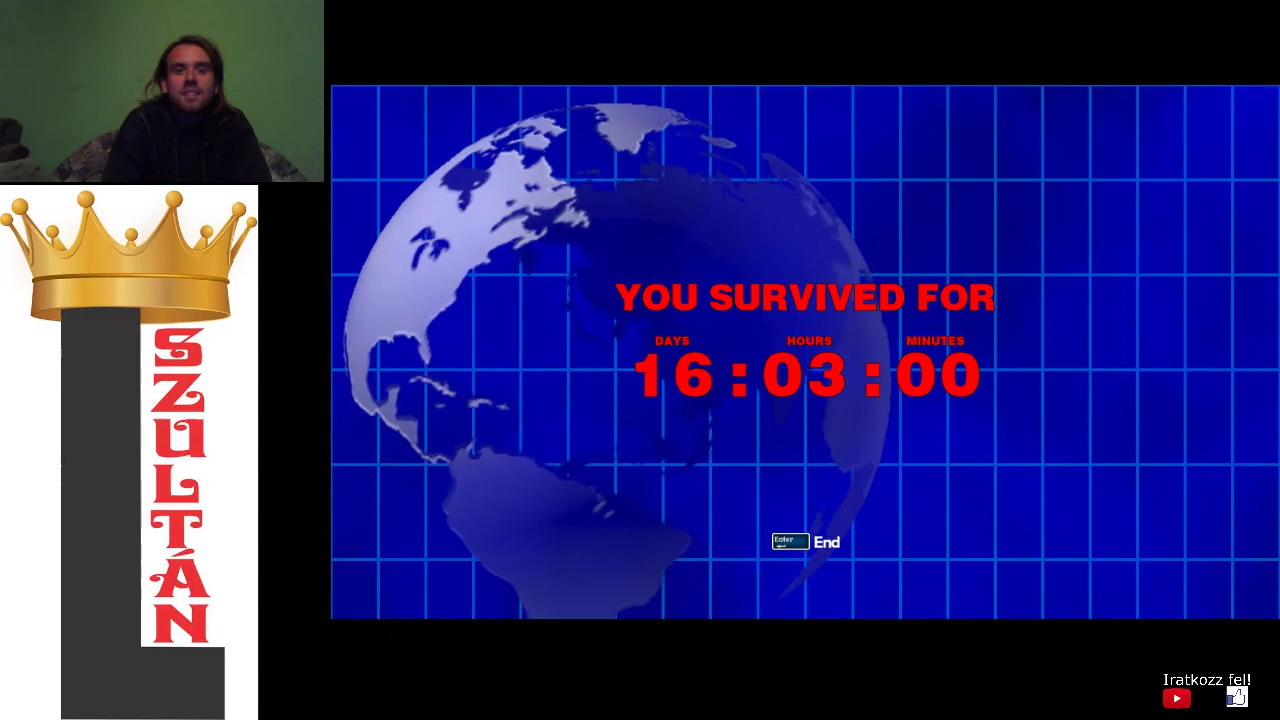 L
SZULTÁN
YOU SURVIVED FOR
DAYS HOURS MINUTES
16 : 03 : 00
Enter End
Iratkozz fel!